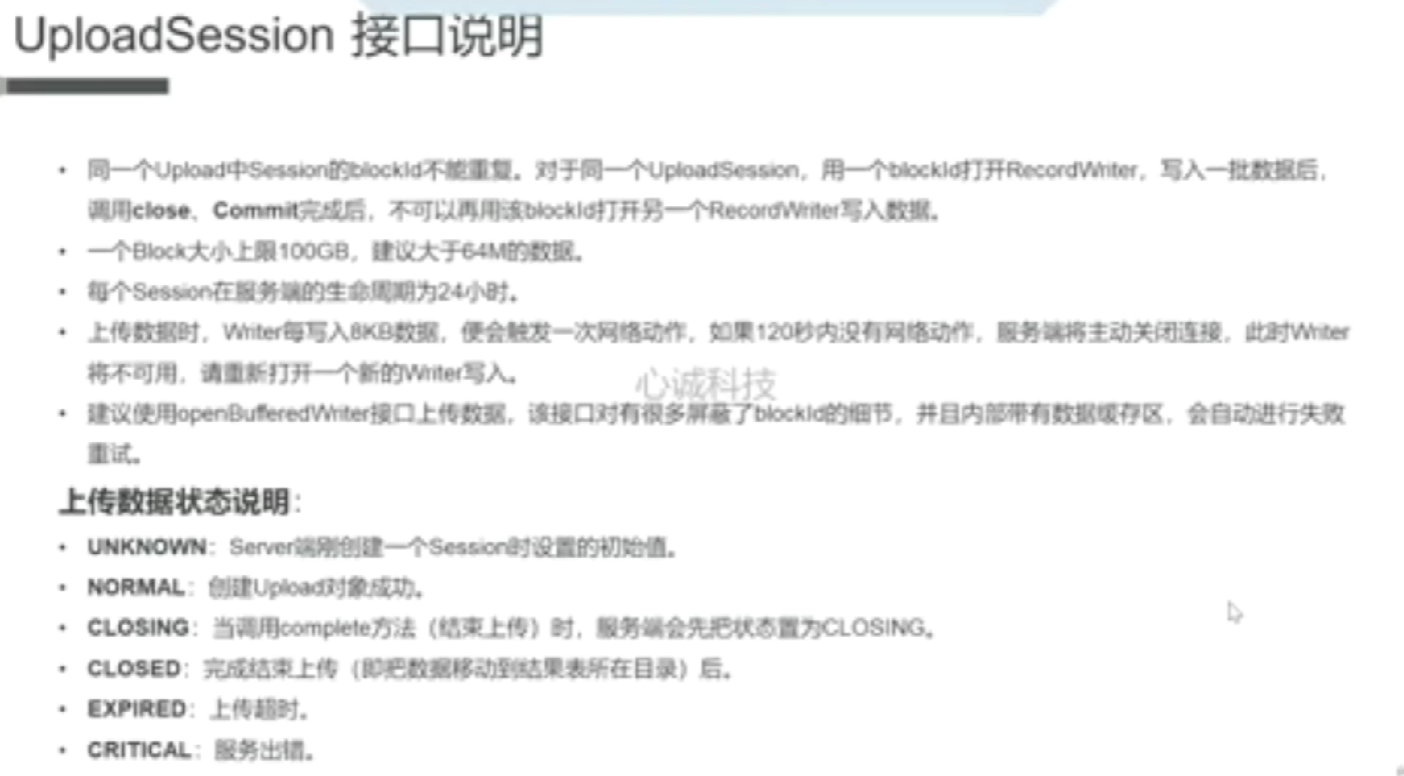 UploadSession 接口说明
• 同一个Upload中Session的blockId不能重复。对于同一个UploadSession，用一个blockId打开RecordWriter，写入一批数据后，
调用close、Commit完成后，不可以再用该blockId打开另一个RecordWriter写入数据。
• 一个Block大小上限100GB，建议大于64M的数据。
• 每个Session在服务端的生命周期为24小时。
• 上传数据时，Writer每写入8KB数据，便会触发一次网络动作，如果120秒内没有网络动作，服务端将主动关闭连接，此时Writer
将不可用，请重新打开一个新的Writer写入。
心诚科技
• 建议使用openBufferedWriter接口上传数据，该接口对有很多屏蔽了blockId的细节，并且内部带有数据缓存区，会自动进行失败
重试。
上传数据状态说明：
• UNKNOWN：Server端刚创建一个Session时设置的初始值。
• NORMAL：创建Upload对象成功。
• CLOSING：当调用complete方法（结束上传）时，服务端会先把状态置为CLOSING。
• CLOSED：完成结束上传（即把数据移动到结果表所在目录）后。
• EXPIRED：上传超时。
• CRITICAL：服务出错。